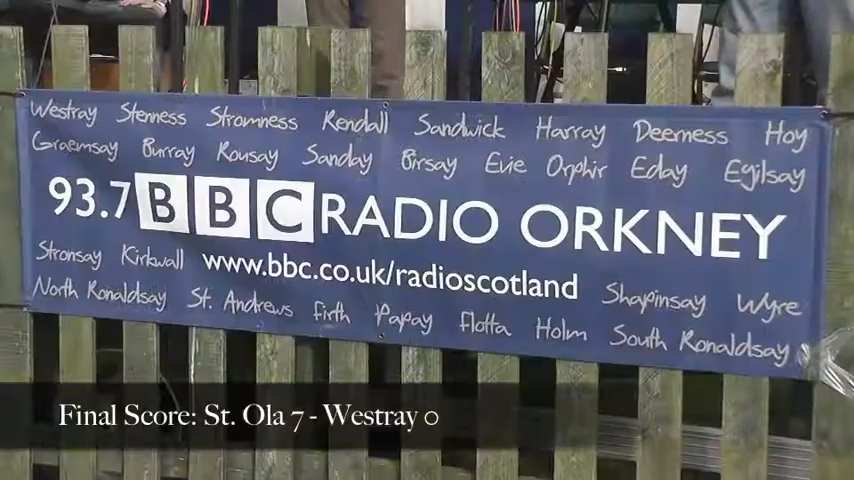 Westray Stenness Stromness Rendall Sandwick Harray Deerness Hoy
Graemsay Burray Rousay Sanday Birsay Evie Orphir Eday Egilsay
93.7 BBC RADIO ORKNEY
Stronsay Kirkwall www.bbc.co.uk/radioscotland Shapinsay Wyre
North Ronaldsay St. Andrews Firth Papay Flotta Holm South Ronaldsay
Final Score: St. Ola 7 - Westray 0